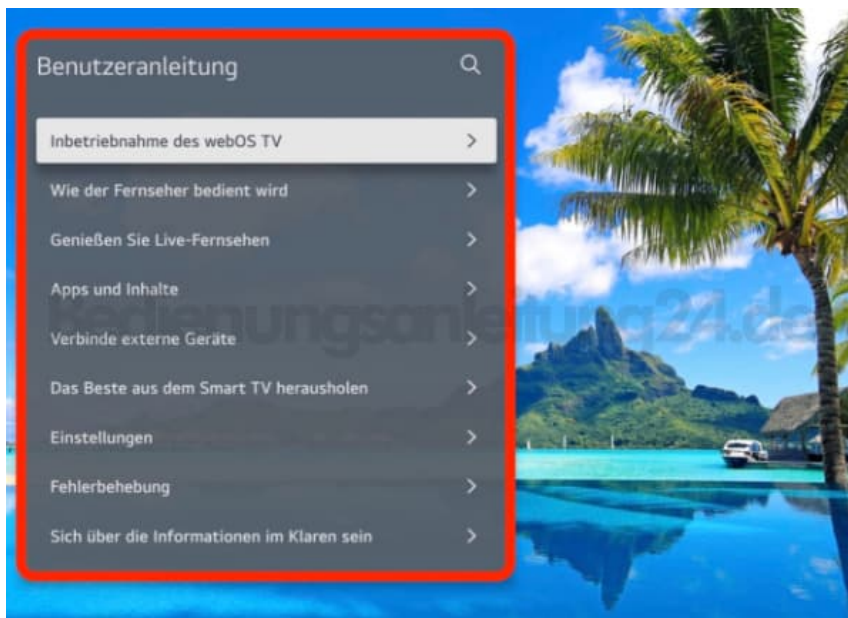 Benutzeranleitung
Inbetriebnahme des webOS TV
Wie der Fernseher bedient wird
Genießen Sie Live-Fernsehen
Apps und Inhalte
Bedienungsanleitung24.de
Verbinde externe Geräte
Das Beste aus dem Smart TV herausholen
Einstellungen
Fehlerbehebung
Sich über die Informationen im Klaren sein